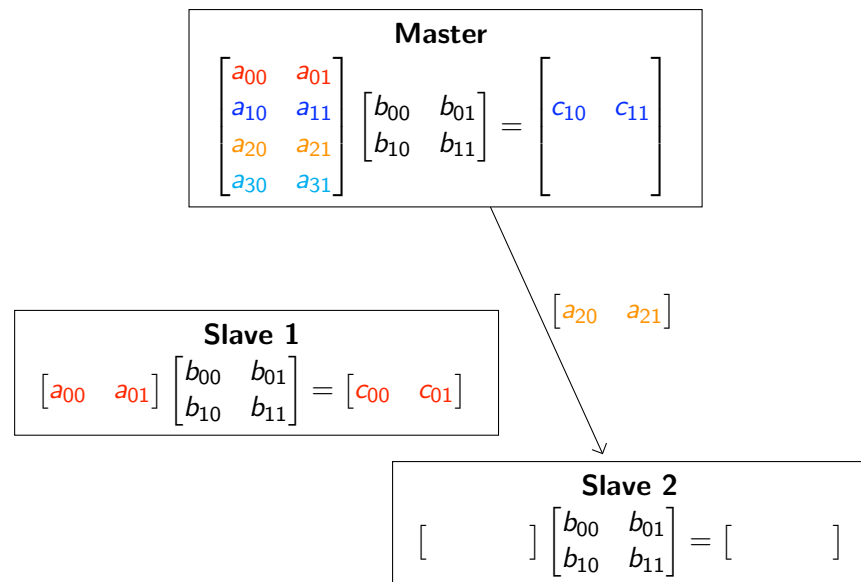 Master
a00 a01
a10 a11
a20 a21
a30 a31
b00 b01
b10 b11
=
c10 c11
[a20 a21]
Slave 1
[a00 a01]
b00 b01
b10 b11
= [c00 c01]
Slave 2
[ ]
b00 b01
b10 b11
= [ ]